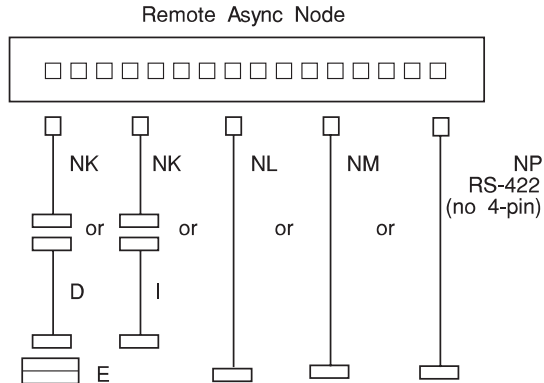 Remote Async Node
NK NK NL NM NP
RS-422
(no 4-pin)
or or or or
D I
E